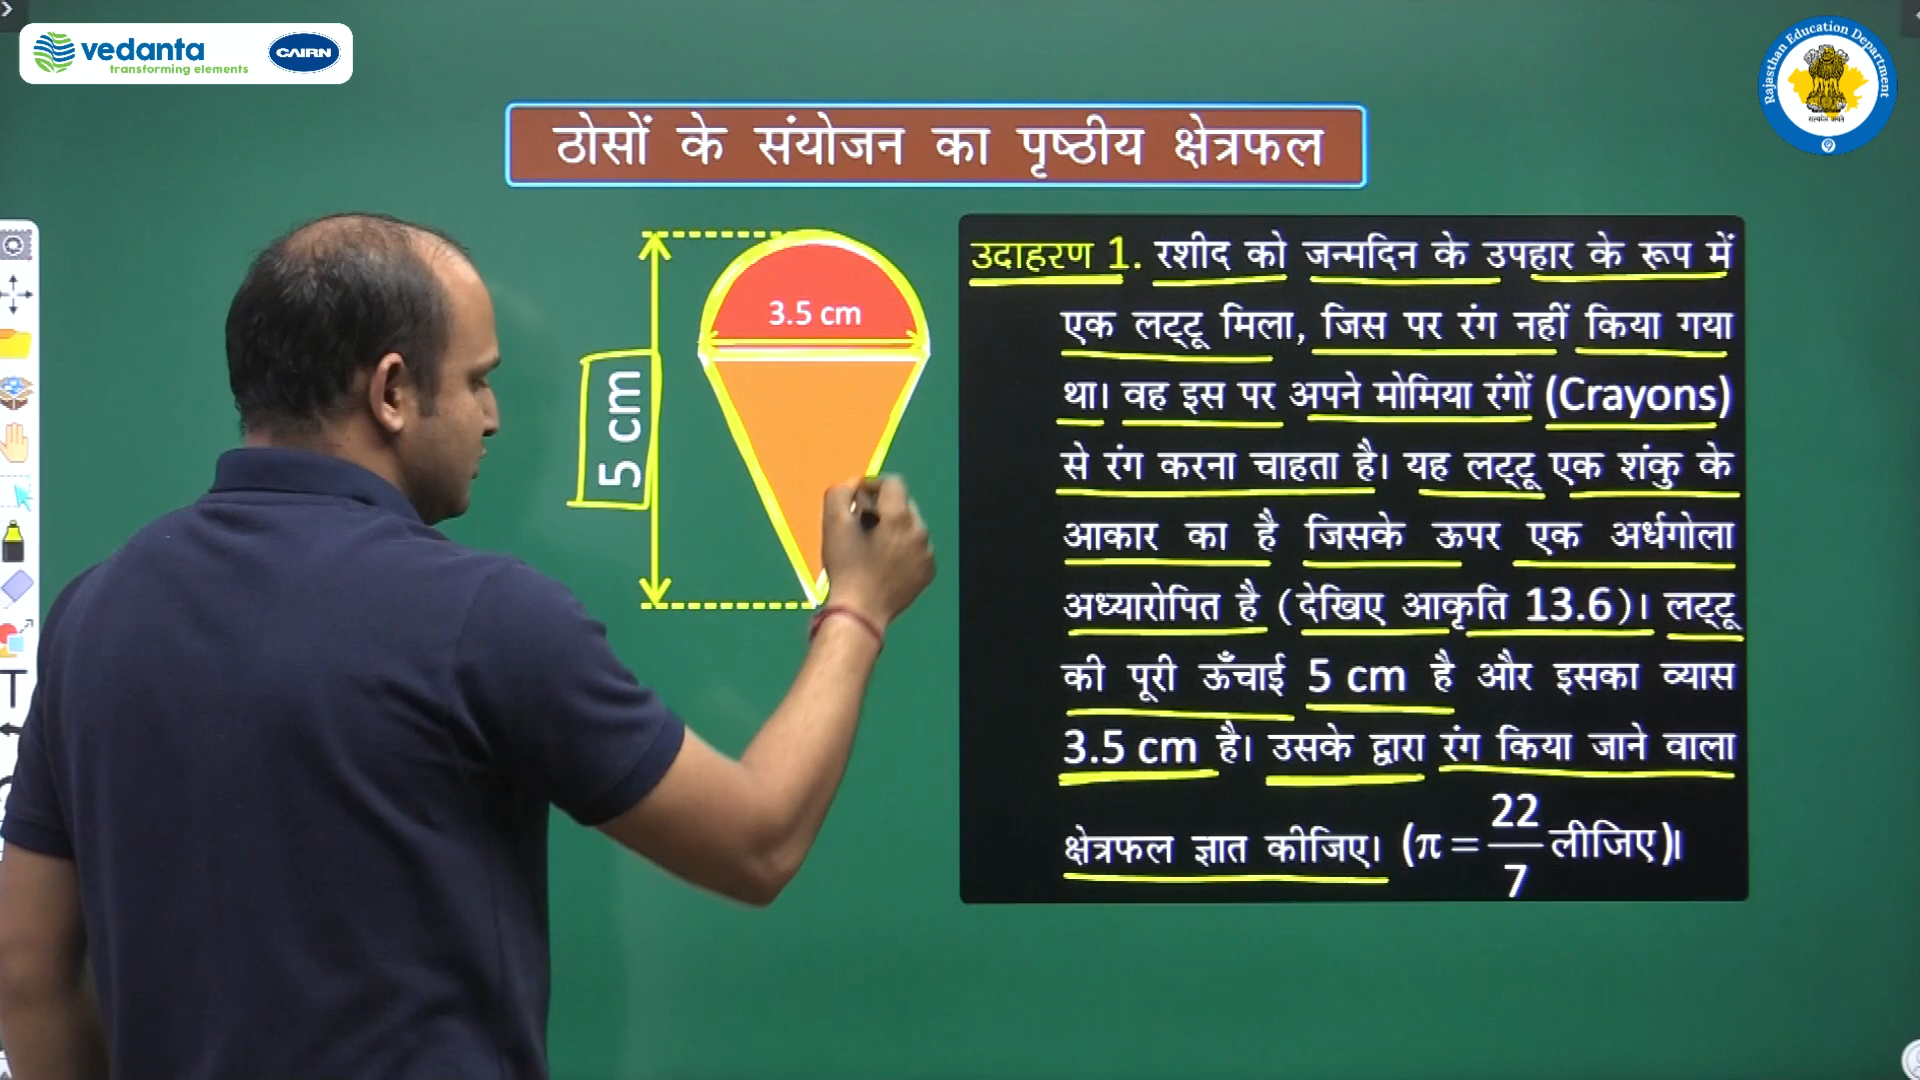 vedanta
transforming elements
CAIRN
Rajasthan Education Department
ठोसों के संयोजन का पृष्ठीय क्षेत्रफल
3.5 cm
5 cm
उदाहरण 1. रशीद को जन्मदिन के उपहार के रूप में
एक लट्टू मिला, जिस पर रंग नहीं किया गया
था। वह इस पर अपने मोमिया रंगों (Crayons)
से रंग करना चाहता है। यह लट्टू एक शंकु के
आकार का है जिसके ऊपर एक अर्धगोला
अध्यारोपित है (देखिए आकृति 13.6)। लट्टू
की पूरी ऊँचाई 5 cm है और इसका व्यास
3.5 cm है। उसके द्वारा रंग किया जाने वाला
क्षेत्रफल ज्ञात कीजिए। (π = 22/7 लीजिए)।
T